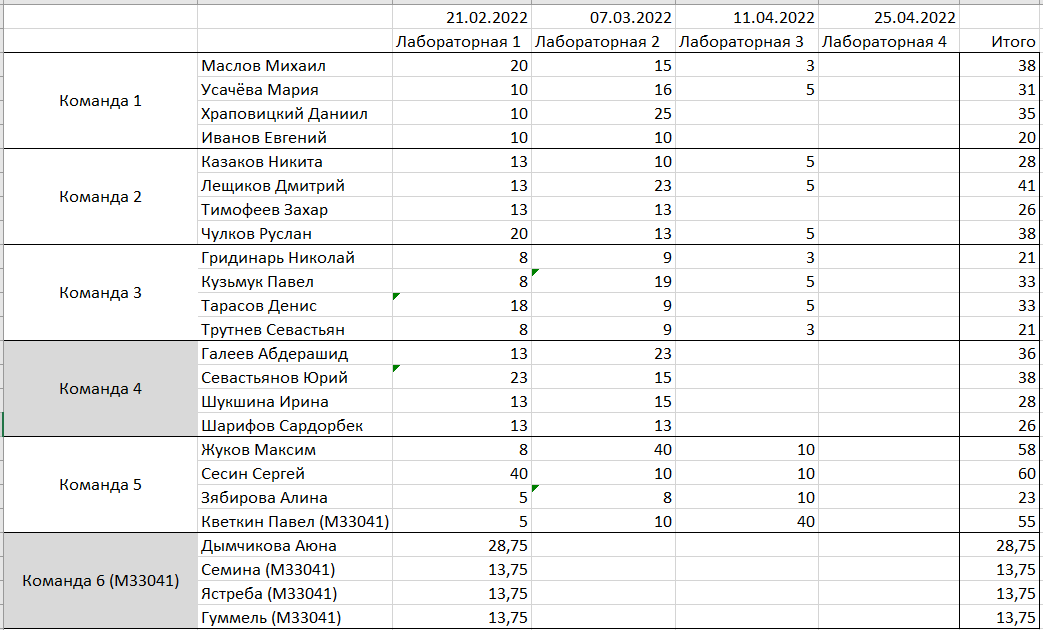 21.02.2022 07.03.2022 11.04.2022 25.04.2022
Лабораторная 1 Лабораторная 2 Лабораторная 3 Лабораторная 4 Итого
Маслов Михаил 20 15 3 38
Усачёва Мария 10 16 5 31
Команда 1
Храповицкий Даниил 10 25 35
Иванов Евгений 10 10 20
Казаков Никита 13 10 5 28
Лещиков Дмитрий 13 23 5 41
Команда 2
Тимофеев Захар 13 13 26
Чулков Руслан 20 13 5 38
Гридинарь Николай 8 9 3 21
Кузьмук Павел 8 19 5 33
Команда 3
Тарасов Денис 18 9 5 33
Трутнев Севастьян 8 9 3 21
Галеев Абдерашид 13 23 36
Севастьянов Юрий 23 15 38
Команда 4
Шукшина Ирина 13 15 28
Шарифов Сардорбек 13 13 26
Жуков Максим 8 40 10 58
Сесин Сергей 40 10 10 60
Команда 5
Зябирова Алина 5 8 10 23
Кветкин Павел (М33041) 5 10 40 55
Дымчикова Аюна 28,75 28,75
Семина (М33041) 13,75 13,75
Команда 6 (М33041)
Ястреба (М33041) 13,75 13,75
Гуммель (М33041) 13,75 13,75